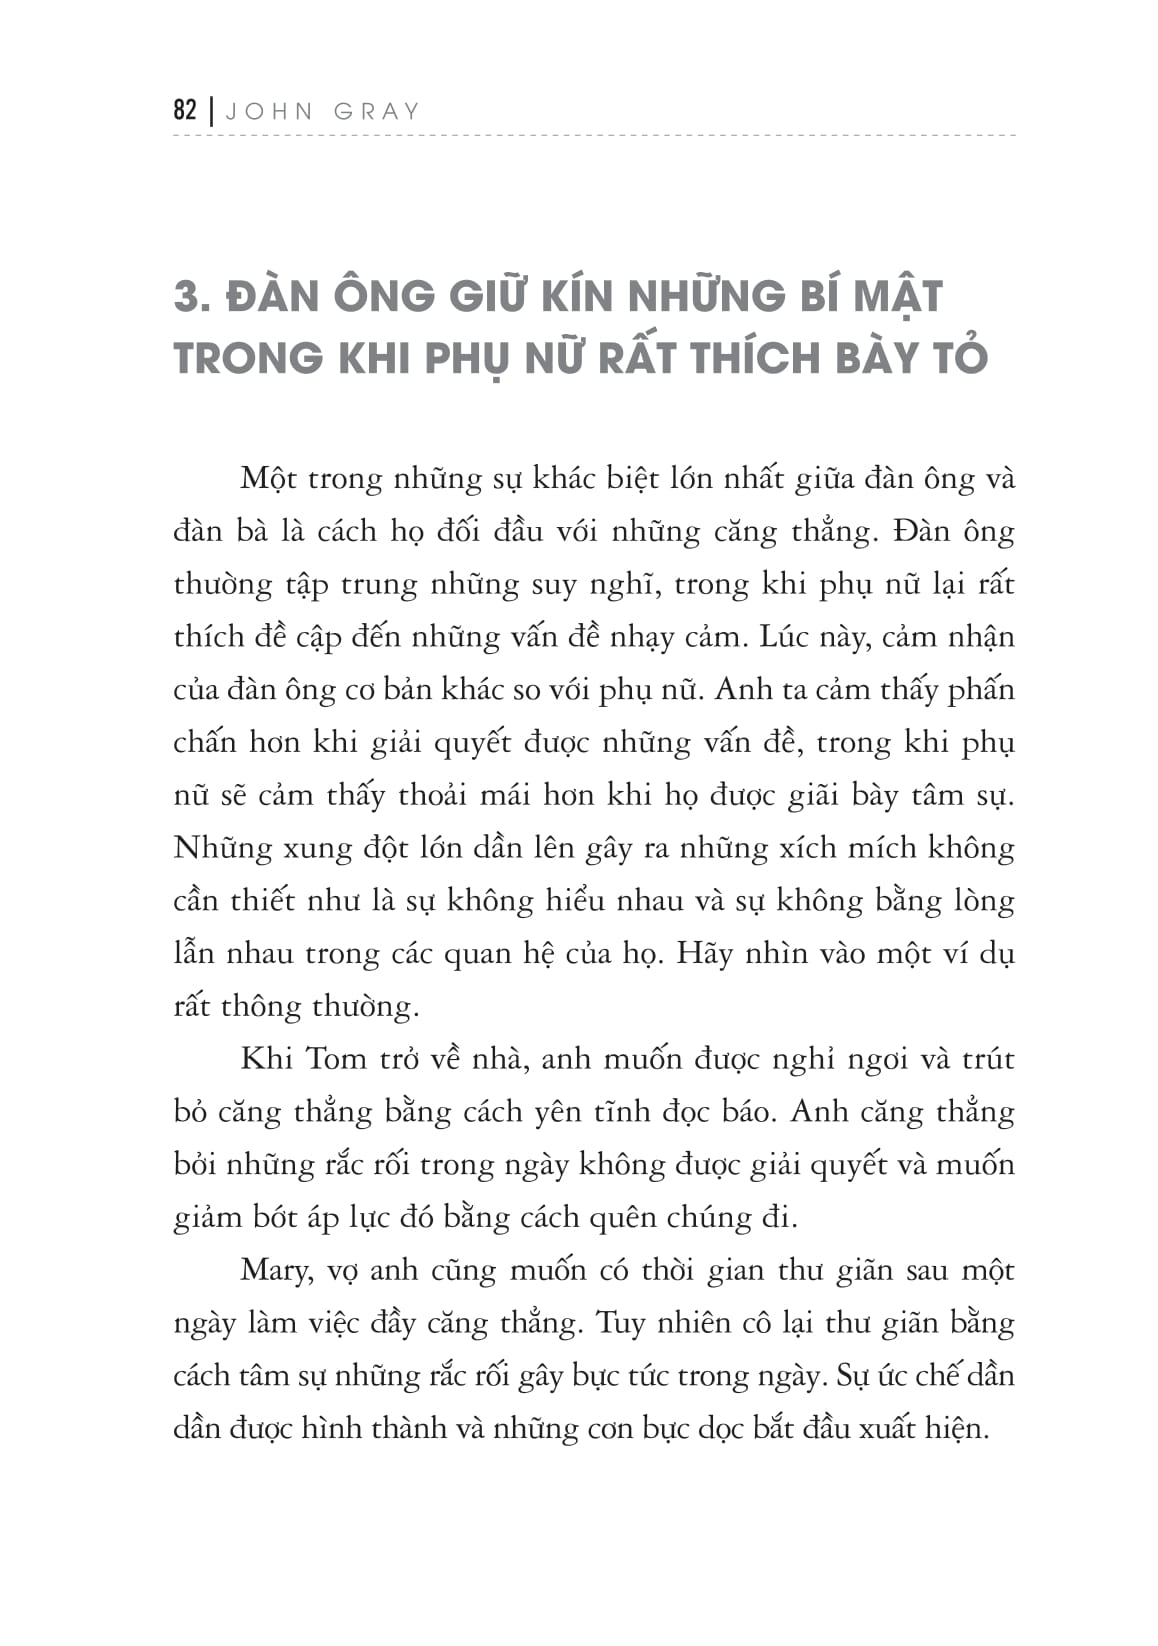 82 | JOHN GRAY
3. ĐÀN ÔNG GIỮ KÍN NHỮNG BÍ MẬT
TRONG KHI PHỤ NỮ RẤT THÍCH BÀY TỎ
Một trong những sự khác biệt lớn nhất giữa đàn ông và
đàn bà là cách họ đối đầu với những căng thẳng. Đàn ông
thường tập trung những suy nghĩ, trong khi phụ nữ lại rất
thích đề cập đến những vấn đề nhạy cảm. Lúc này, cảm nhận
của đàn ông cơ bản khác so với phụ nữ. Anh ta cảm thấy phấn
chấn hơn khi giải quyết được những vấn đề, trong khi phụ
nữ sẽ cảm thấy thoải mái hơn khi họ được giãi bày tâm sự.
Những xung đột lớn dần lên gây ra những xích mích không
cần thiết như là sự không hiểu nhau và sự không bằng lòng
lẫn nhau trong các quan hệ của họ. Hãy nhìn vào một ví dụ
rất thông thường.
Khi Tom trở về nhà, anh muốn được nghỉ ngơi và trút
bỏ căng thẳng bằng cách yên tĩnh đọc báo. Anh căng thẳng
bởi những rắc rối trong ngày không được giải quyết và muốn
giảm bớt áp lực đó bằng cách quên chúng đi.
Mary, vợ anh cũng muốn có thời gian thư giãn sau một
ngày làm việc đầy căng thẳng. Tuy nhiên cô lại thư giãn bằng
cách tâm sự những rắc rối gây bực tức trong ngày. Sự ức chế dần
dần được hình thành và những cơn bực dọc bắt đầu xuất hiện.